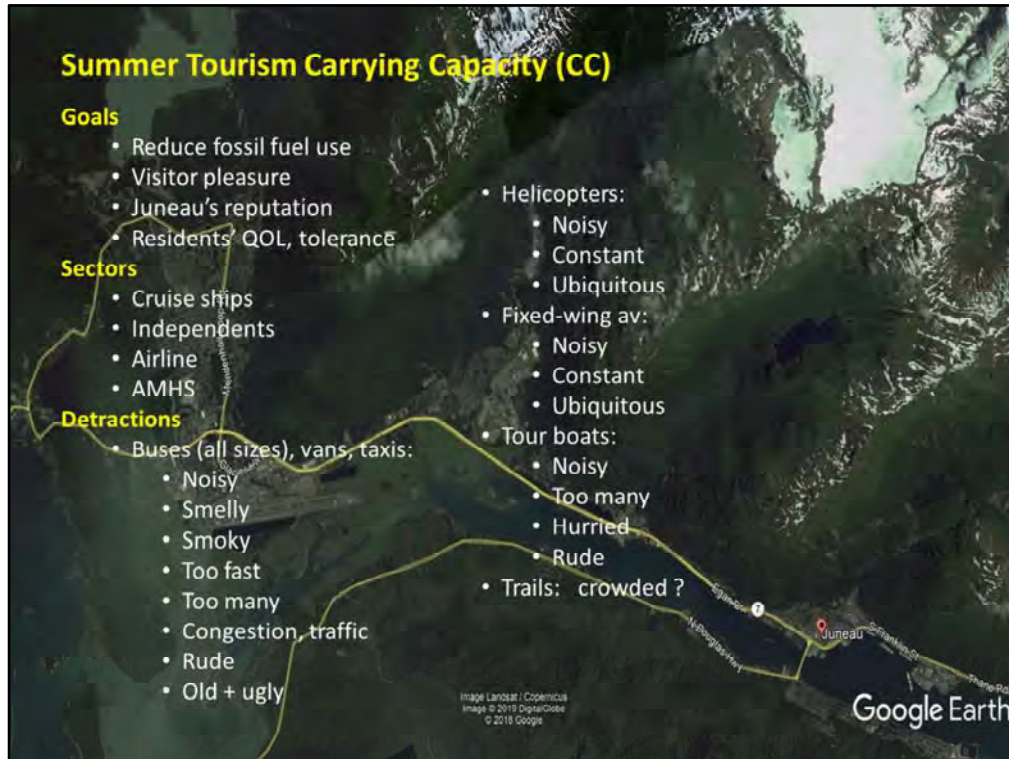 Summer Tourism Carrying Capacity (CC)
Goals
• Reduce fossil fuel use
• Visitor pleasure
• Juneau's reputation
• Residents' QOL, tolerance
Sectors
• Cruise ships
• Independents
• Airline
• AMHS
Detractions
• Buses (all sizes), vans, taxis:
• Noisy
• Smelly
• Smoky
• Too fast
• Too many
• Congestion, traffic
• Rude
• Old + ugly
• Helicopters:
• Noisy
• Constant
• Ubiquitous
• Fixed-wing av:
• Noisy
• Constant
• Ubiquitous
• Tour boats:
• Noisy
• Too many
• Hurried
• Rude
• Trails: crowded ?
Egan Dr
7
Juneau
S Franklin St
Thane Rd
N Douglas Hwy
Image Landsat / Copernicus
Image © 2019 DigitalGlobe
© 2018 Google
Google Earth